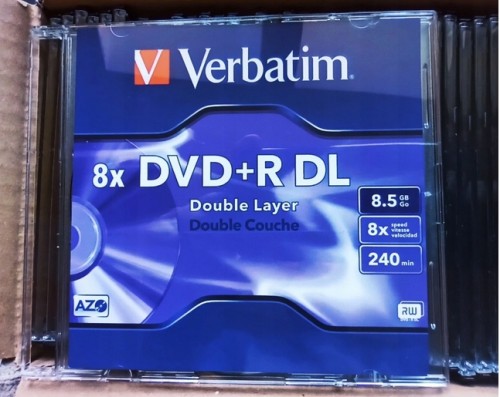 Verbatim
8x DVD+R DL
Double Layer
Double Couche
8.5 GB Go
8x speed vitesse velocidad
240 min
AZO
RW